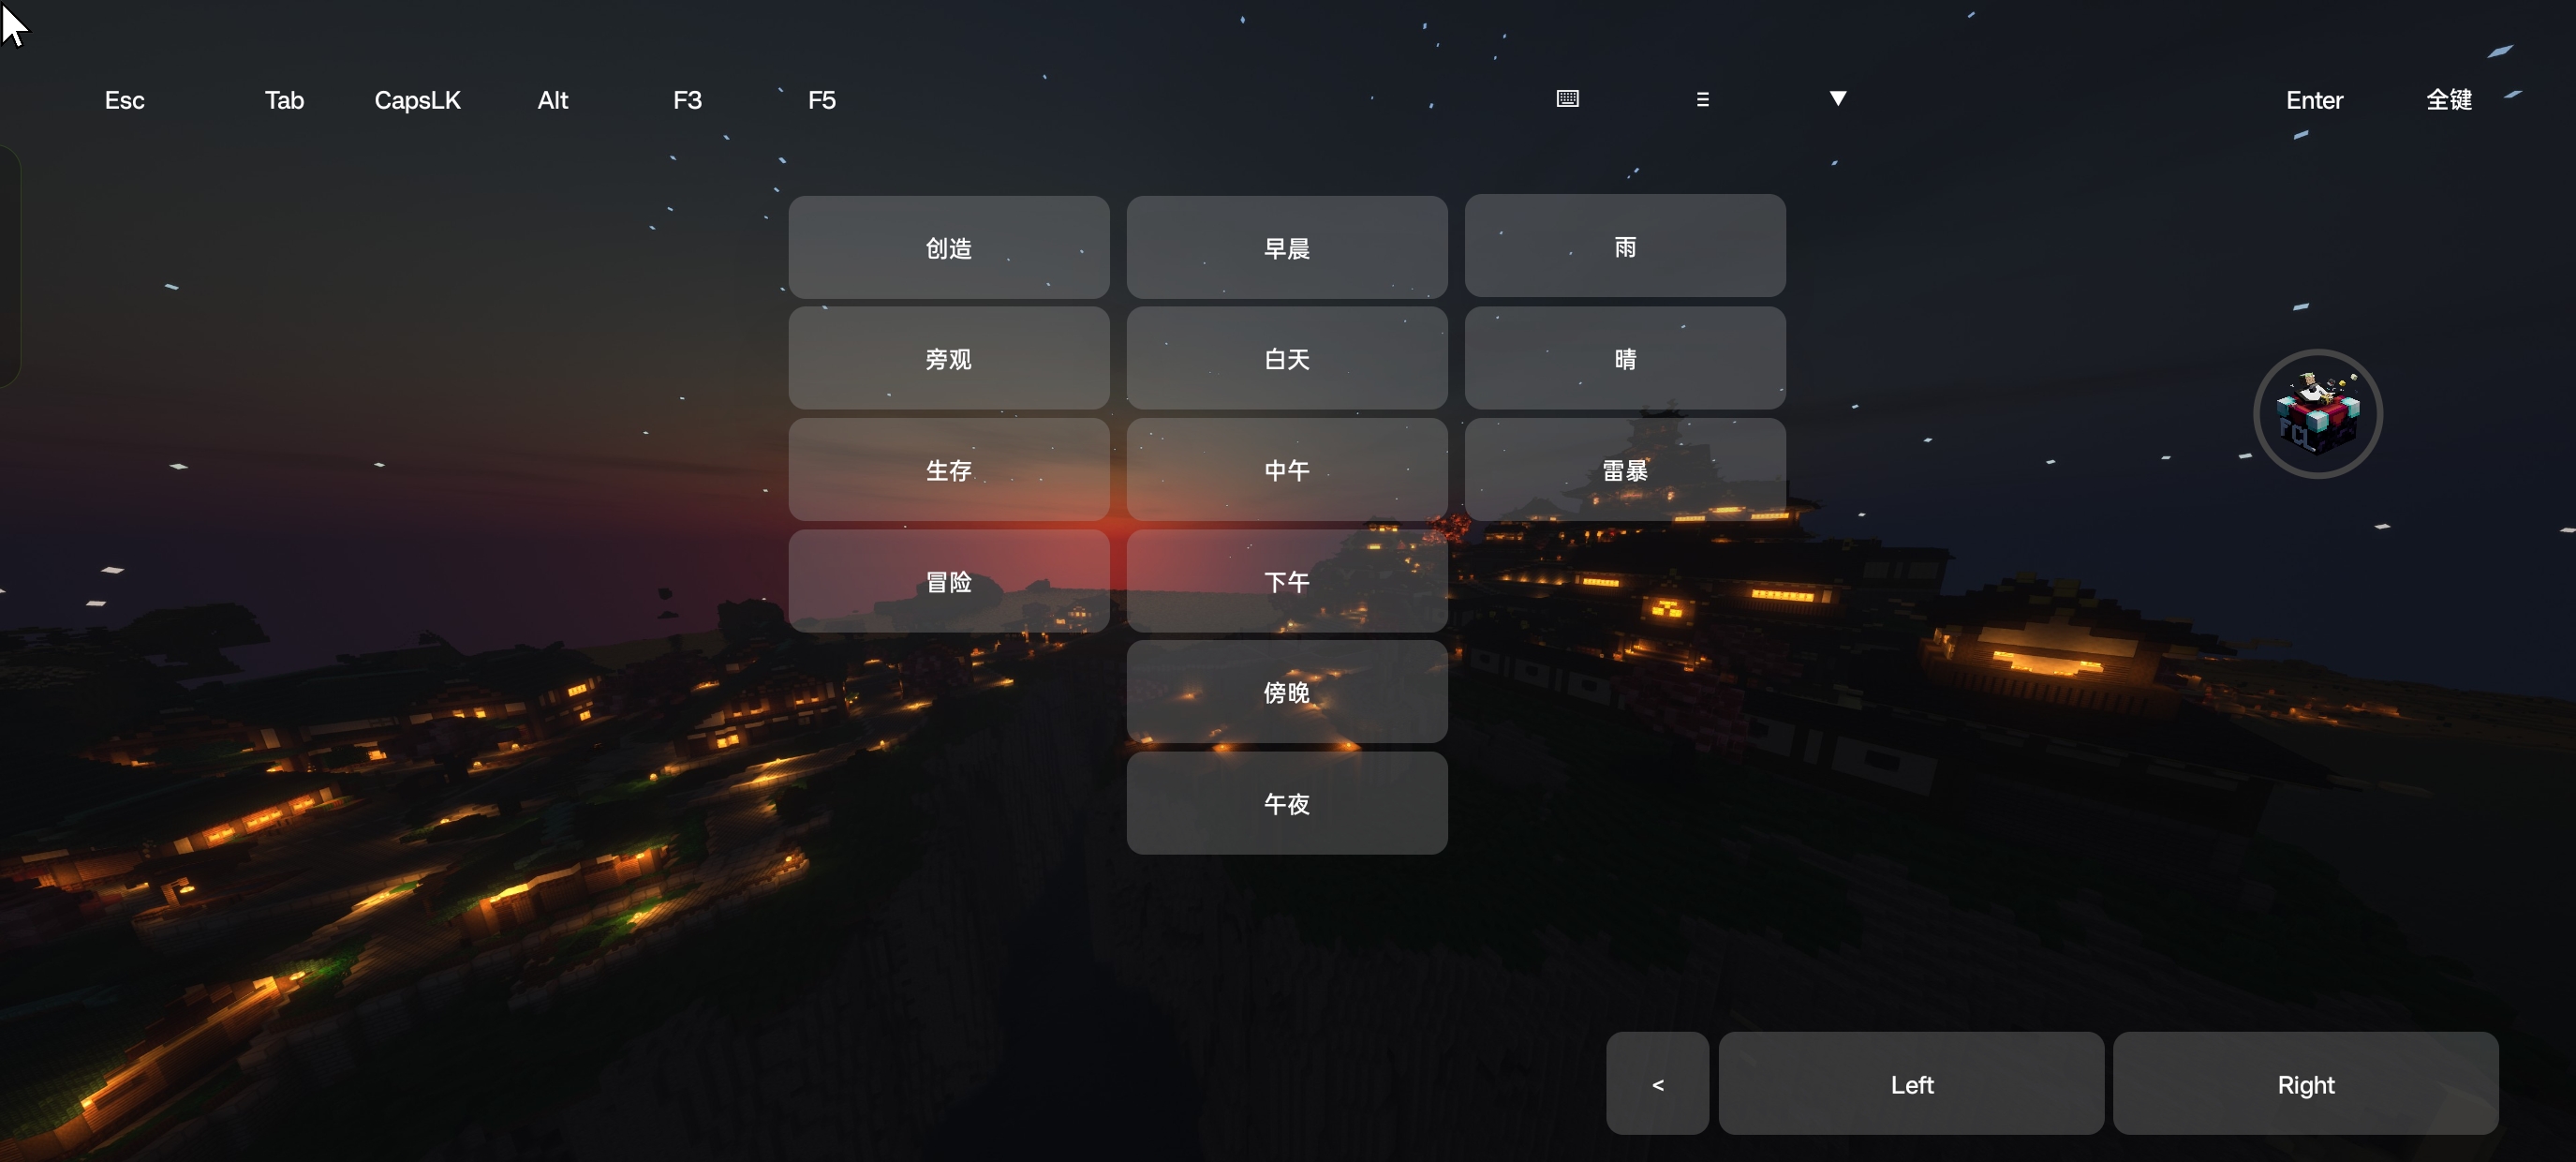 Esc Tab CapsLK Alt F3 F5 Enter 全键
创造 早晨 雨
旁观 白天 晴
生存 中午 雷暴
FCL
冒险 下午
傍晚
午夜
< Left Right